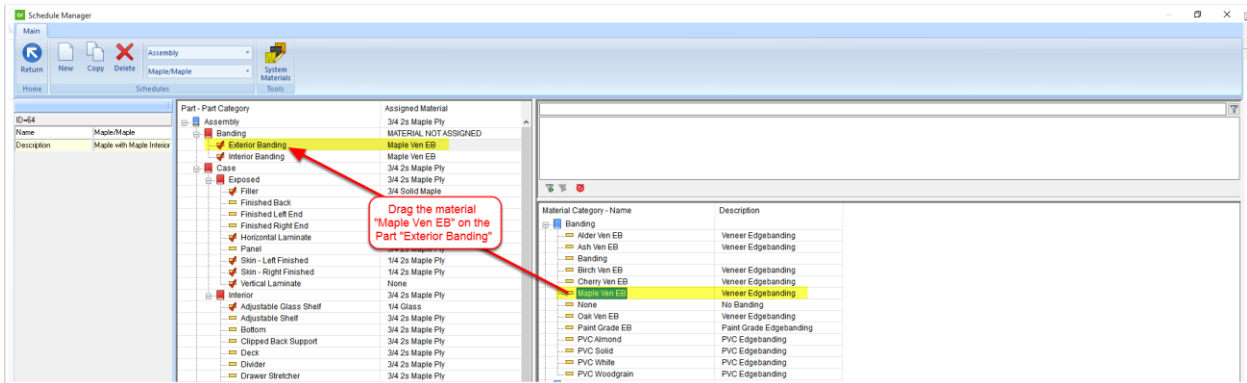 Schedule Manager
Main
Return
New
Copy
Delete
Assembly
Maple/Maple
System
Materials
Home
Schedules
Tools
ID=64
Name Maple/Maple
Description Maple with Maple Interior
Part - Part Category Assigned Material
Assembly 3/4 2s Maple Ply
Banding MATERIAL NOT ASSIGNED
Exterior Banding Maple Ven EB
Interior Banding Maple Ven EB
Case 3/4 2s Maple Ply
Exposed 3/4 2s Maple Ply
Filler 3/4 Solid Maple
Finished Back
Finished Left End
Finished Right End
Horizontal Laminate
Panel 3/4 2s Maple Ply
Skin - Left Finished 1/4 2s Maple Ply
Skin - Right Finished 1/4 2s Maple Ply
Vertical Laminate None
Interior 3/4 2s Maple Ply
Adjustable Glass Shelf 1/4 Glass
Adjustable Shelf 3/4 2s Maple Ply
Bottom 3/4 2s Maple Ply
Clipped Back Support 3/4 2s Maple Ply
Deck 3/4 2s Maple Ply
Divider 3/4 2s Maple Ply
Drawer Stretcher 3/4 2s Maple Ply
Drag the material
"Maple Ven EB" on the
Part "Exterior Banding"
Material Category - Name Description
Banding
Alder Ven EB Veneer Edgebanding
Ash Ven EB Veneer Edgebanding
Banding
Birch Ven EB Veneer Edgebanding
Cherry Ven EB Veneer Edgebanding
Maple Ven EB Veneer Edgebanding
None No Banding
Oak Ven EB Veneer Edgebanding
Paint Grade EB Paint Grade Edgebanding
PVC Almond PVC Edgebanding
PVC Solid PVC Edgebanding
PVC White PVC Edgebanding
PVC Woodgrain PVC Edgebanding